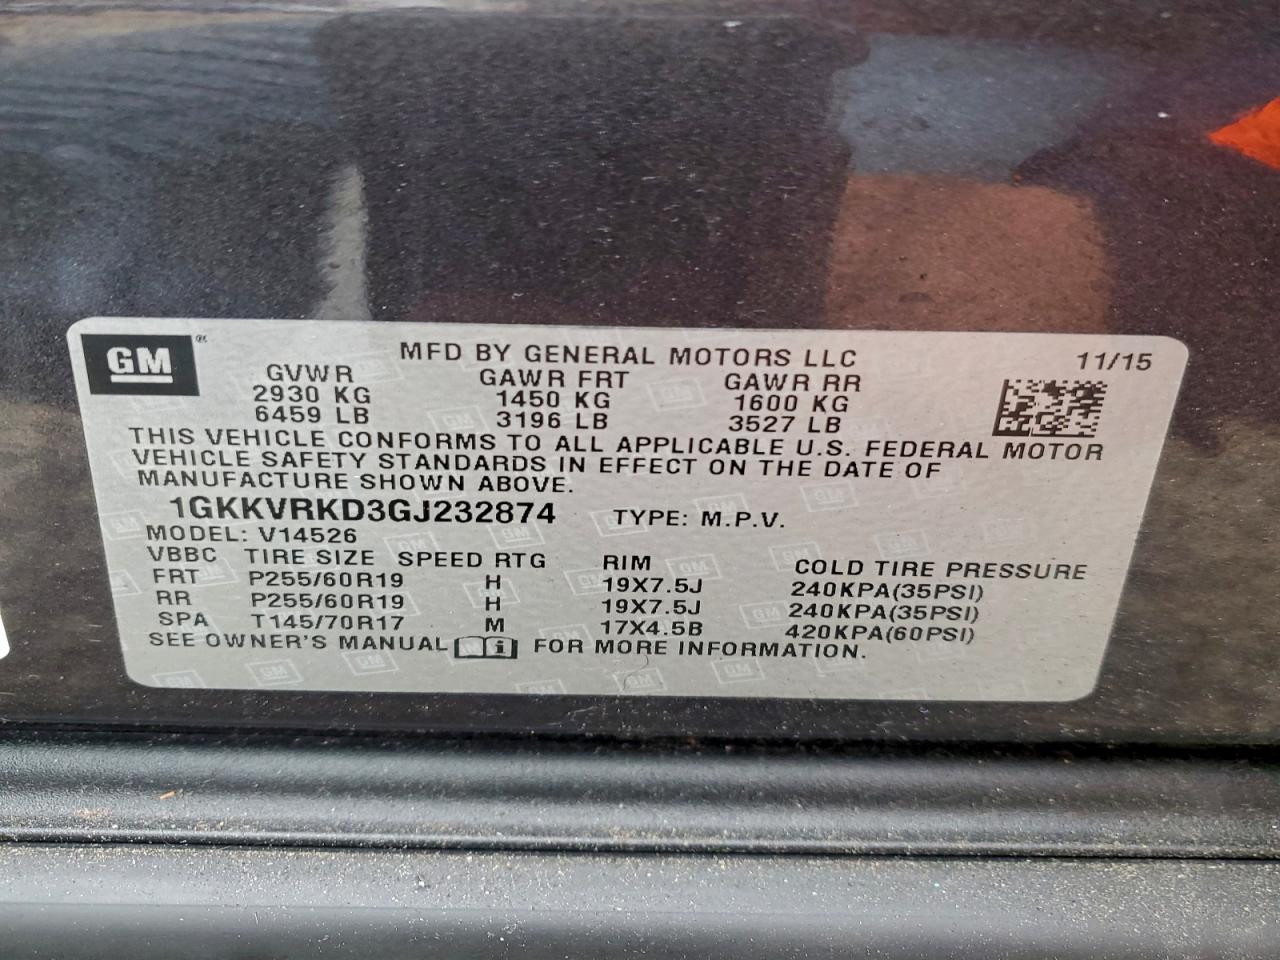 GM ®
MFD BY GENERAL MOTORS LLC 11/15
GVWR GAWR FRT GAWR RR
2930 KG 1450 KG 1600 KG
6459 LB 3196 LB 3527 LB
THIS VEHICLE CONFORMS TO ALL APPLICABLE U.S. FEDERAL MOTOR
VEHICLE SAFETY STANDARDS IN EFFECT ON THE DATE OF
MANUFACTURE SHOWN ABOVE.
1GKKVRKD3GJ232874 TYPE: M.P.V.
MODEL: V14526
VBBC TIRE SIZE SPEED RTG RIM COLD TIRE PRESSURE
FRT P255/60R19 H 19X7.5J 240KPA(35PSI)
RR P255/60R19 H 19X7.5J 240KPA(35PSI)
SPA T145/70R17 M 17X4.5B 420KPA(60PSI)
SEE OWNER'S MANUAL i FOR MORE INFORMATION.